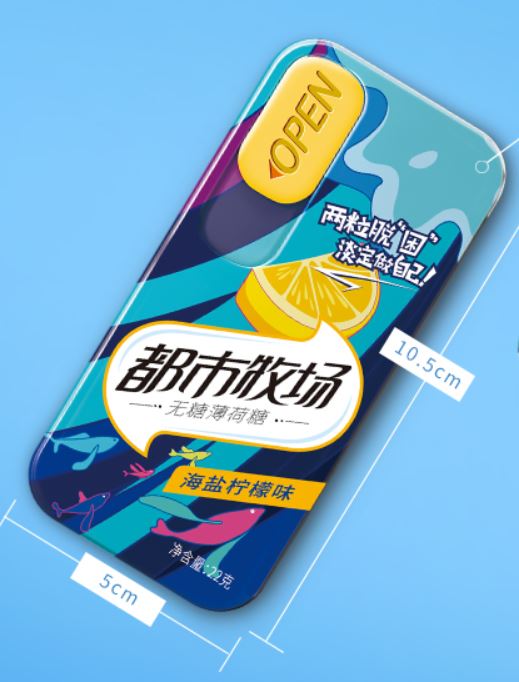 OPEN
两粒脱“困”
淡定做自己!
10.5cm
都市牧场
无糖薄荷糖
海盐柠檬味
净含量:22克
5cm